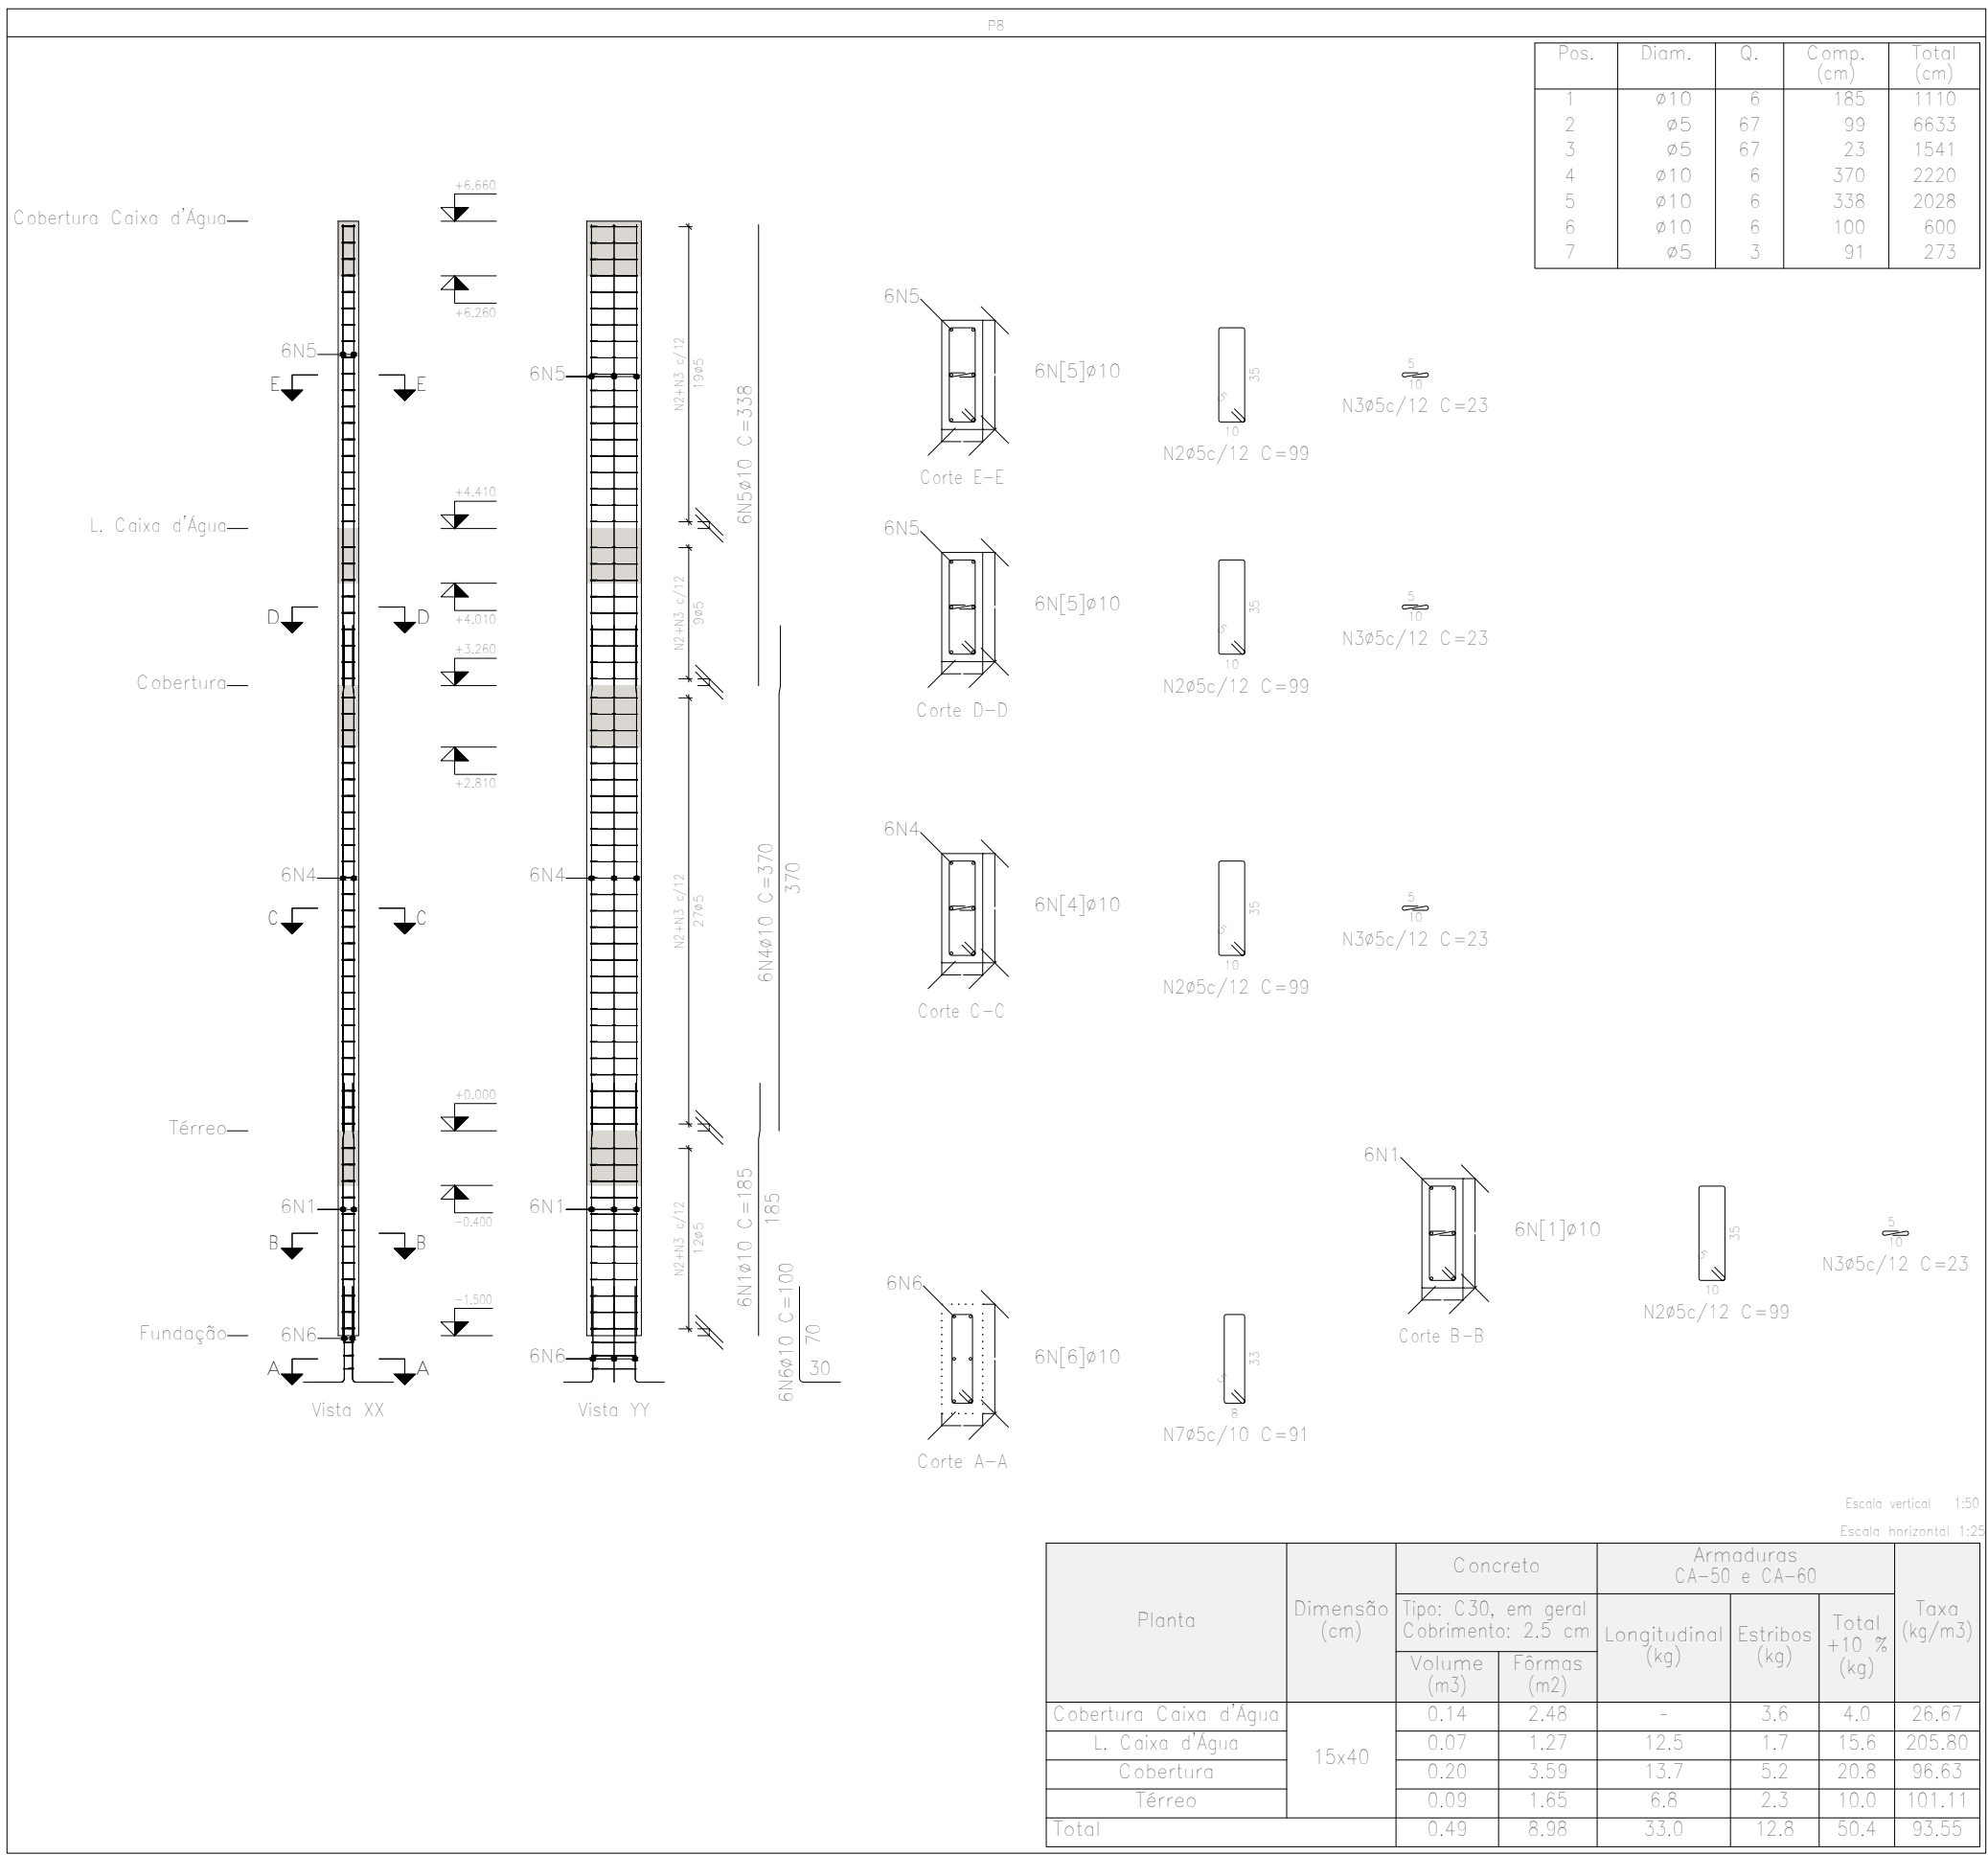 P8
Pos. Diam. Q. Comp. (cm) Total (cm)
1 ø10 6 185 1110
2 ø5 67 99 6633
3 ø5 67 23 1541
4 ø10 6 370 2220
5 ø10 6 338 2028
6 ø10 6 100 600
7 ø5 3 91 273
Cobertura Caixa d'Água
+6.660
+6.260
6N5
E E
6N5
N2+N3 c/12
19ø5
6N5ø10 C=338
L. Caixa d'Água
+4.410
+4.010
D D
N2+N3 c/12
9ø5
Cobertura
+3.260
+2.810
6N4
C C
6N4
N2+N3 c/12
27ø5
6N4ø10 C=370
370
Térreo
+0.000
-0.400
6N1
B B
6N1
N2+N3 c/12
12ø5
6N1ø10 C=185
185
Fundação
-1.500
6N6
A A
6N6
6N6ø10 C=100
70
30
Vista XX
Vista YY
6N5
6N[5]ø10
Corte E-E
5
35
10
N2ø5c/12 C=99
5
10
N3ø5c/12 C=23
6N5
6N[5]ø10
Corte D-D
5
35
10
N2ø5c/12 C=99
5
10
N3ø5c/12 C=23
6N4
6N[4]ø10
Corte C-C
5
35
10
N2ø5c/12 C=99
5
10
N3ø5c/12 C=23
6N1
6N[1]ø10
Corte B-B
5
35
10
N2ø5c/12 C=99
5
10
N3ø5c/12 C=23
6N6
6N[6]ø10
Corte A-A
5
33
8
N7ø5c/10 C=91
Escala vertical 1:50
Escala horizontal 1:25
Planta
Dimensão (cm)
Concreto
Tipo: C30, em geral
Cobrimento: 2.5 cm
Volume (m3)
Fôrmas (m2)
Armaduras
CA-50 e CA-60
Longitudinal (kg)
Estribos (kg)
Total +10 % (kg)
Taxa (kg/m3)
Cobertura Caixa d'Água 15x40 0.14 2.48 - 3.6 4.0 26.67
L. Caixa d'Água 0.07 1.27 12.5 1.7 15.6 205.80
Cobertura 0.20 3.59 13.7 5.2 20.8 96.63
Térreo 0.09 1.65 6.8 2.3 10.0 101.11
Total 0.49 8.98 33.0 12.8 50.4 93.55